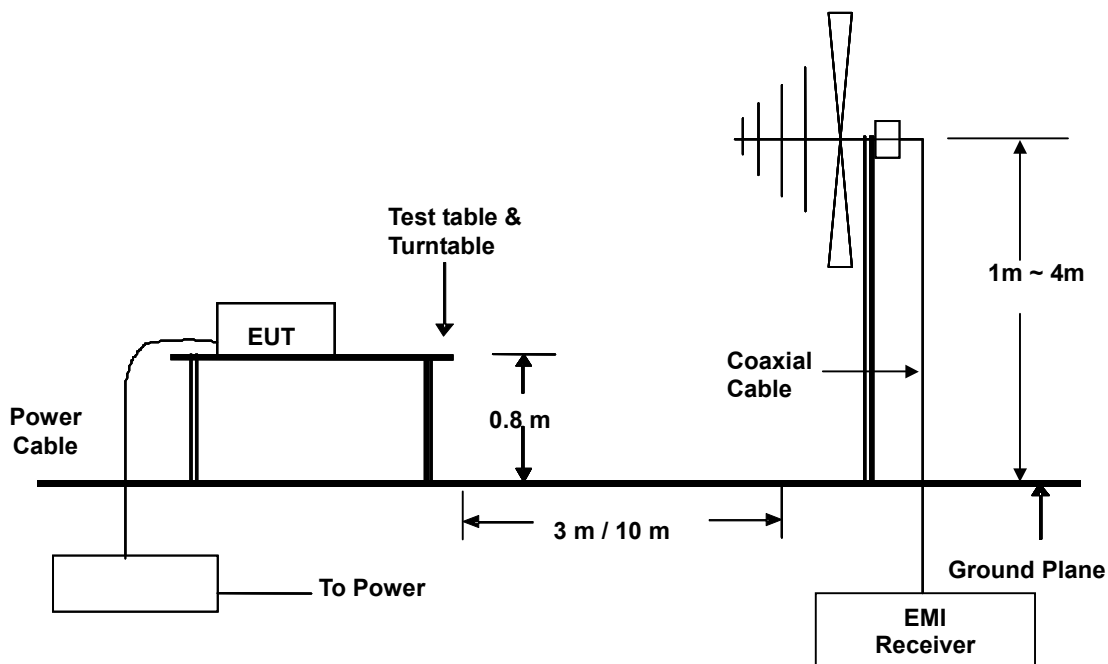 Test table &
Turntable
1m ~ 4m
EUT
Coaxial
Cable
0.8 m
Power
Cable
3 m / 10 m
Ground Plane
To Power
EMI
Receiver